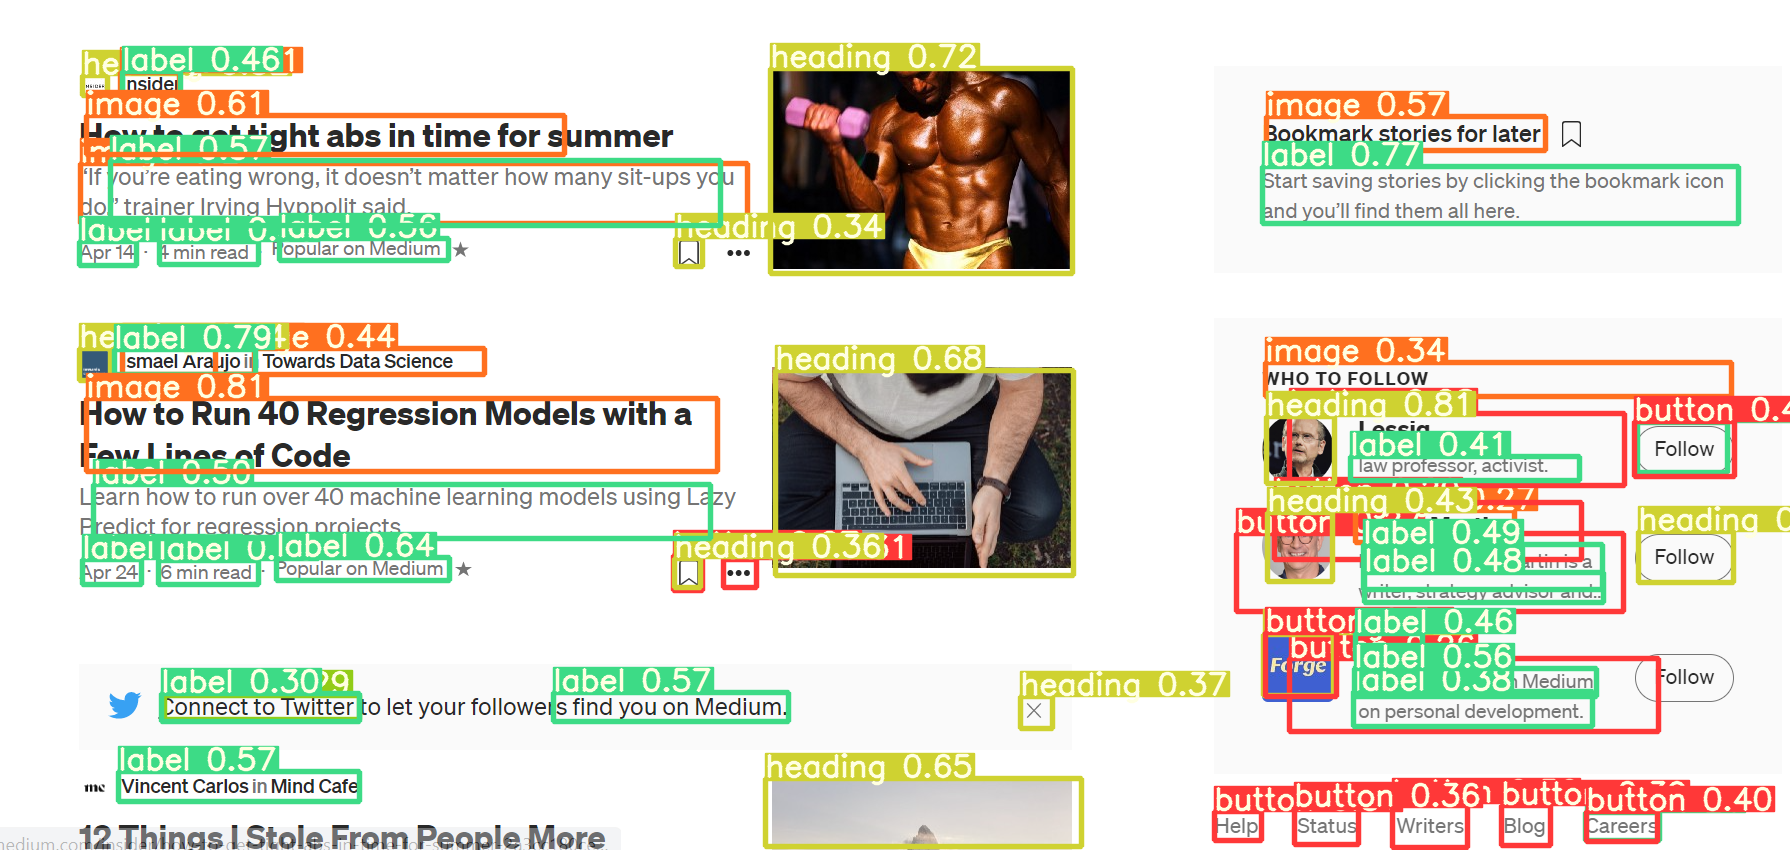 he label 0.461
nsider
image 0.61
How to get tight abs in time for summer
label 0.57
"If you're eating wrong, it doesn't matter how many sit-ups you
do," trainer Irving Hyppolit said.
label label 0. label 0.56
Apr 14 · 4 min read · Popular on Medium ★
heading 0.34
heading 0.72
image 0.57
Bookmark stories for later
label 0.77
Start saving stories by clicking the bookmark icon
and you'll find them all here.
he label 0.79 e 0.44
Ismael Araujo in Towards Data Science
image 0.81
How to Run 40 Regression Models with a
Few Lines of Code
label 0.50
Learn how to run over 40 machine learning models using Lazy
Predict for regression projects
label label 0. label 0.64
Apr 24 · 6 min read · Popular on Medium ★
heading 0.36 1
heading 0.68
image 0.34
WHO TO FOLLOW
heading 0.81
Lessig
label 0.41
law professor, activist.
button 0.4
Follow
heading 0.43 0.27
button
label 0.49
label 0.48
artin is a
writer, strategy advisor and..
heading 0
Follow
button label 0.46
button
label 0.56
Forge
label 0.38 n Medium
on personal development.
Follow
label 0.30 29
label 0.57
Connect to Twitter to let your followers find you on Medium.
heading 0.37
label 0.57
Vincent Carlos in Mind Cafe
heading 0.65
12 Things I Stole From People More
button 0.36 button button 0.40
Help Status Writers Blog Careers